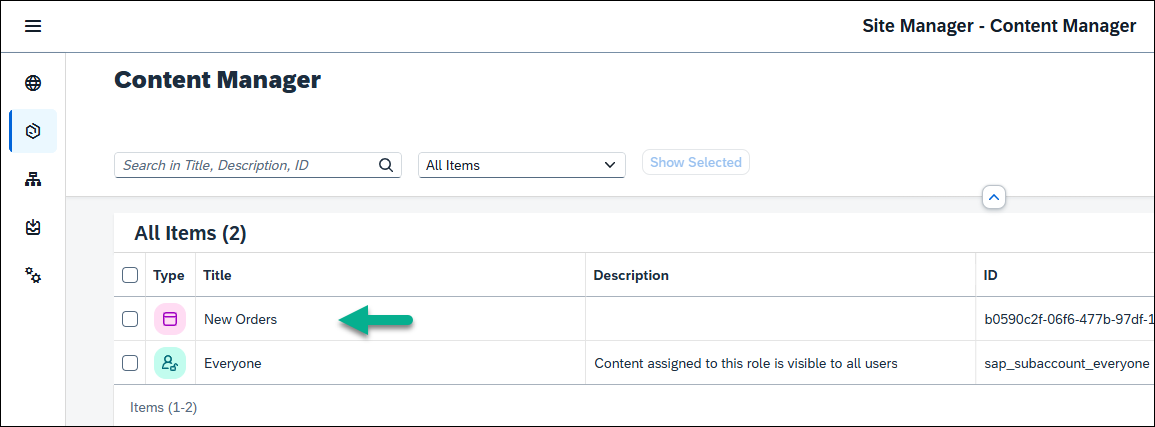 Site Manager - Content Manager
Content Manager
Search in Title, Description, ID
All Items
Show Selected
All Items (2)
Type Title Description ID
New Orders b0590c2f-06f6-477b-97df-1
Everyone Content assigned to this role is visible to all users sap_subaccount_everyone
Items (1-2)